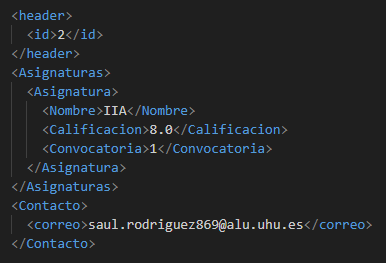 <header>
<id>2</id>
</header>
<Asignaturas>
<Asignatura>
<Nombre>IIA</Nombre>
<Calificacion>8.0</Calificacion>
<Convocatoria>1</Convocatoria>
</Asignatura>
</Asignaturas>
<Contacto>
<correo>saul.rodriguez869@alu.uhu.es</correo>
</Contacto>